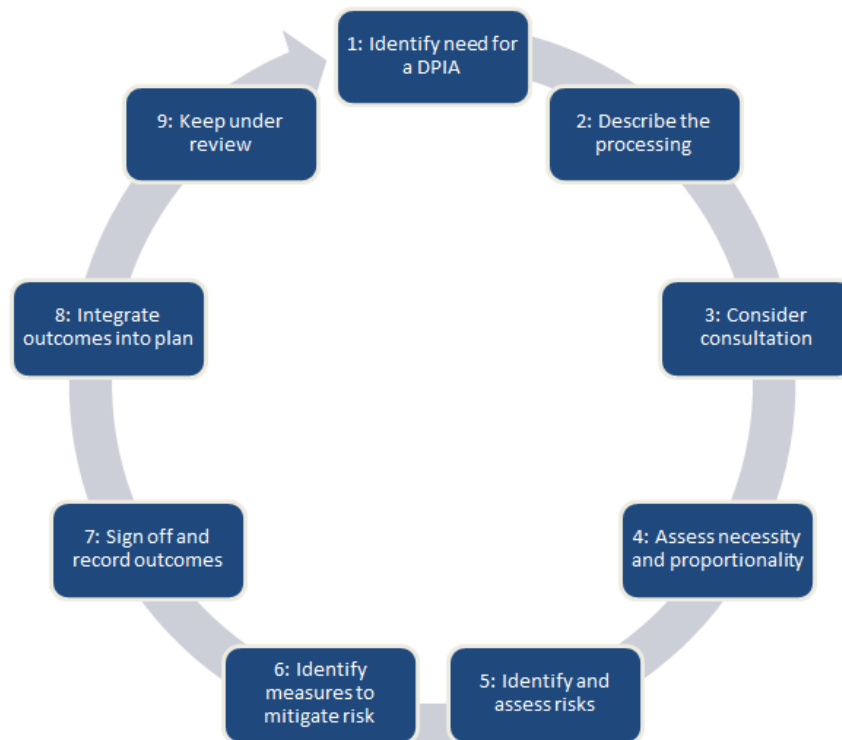 1: Identify need for
a DPIA
2: Describe the
processing
3: Consider
consultation
4: Assess necessity
and proportionality
5: Identify and
assess risks
6: Identify
measures to
mitigate risk
7: Sign off and
record outcomes
8: Integrate
outcomes into plan
9: Keep under
review